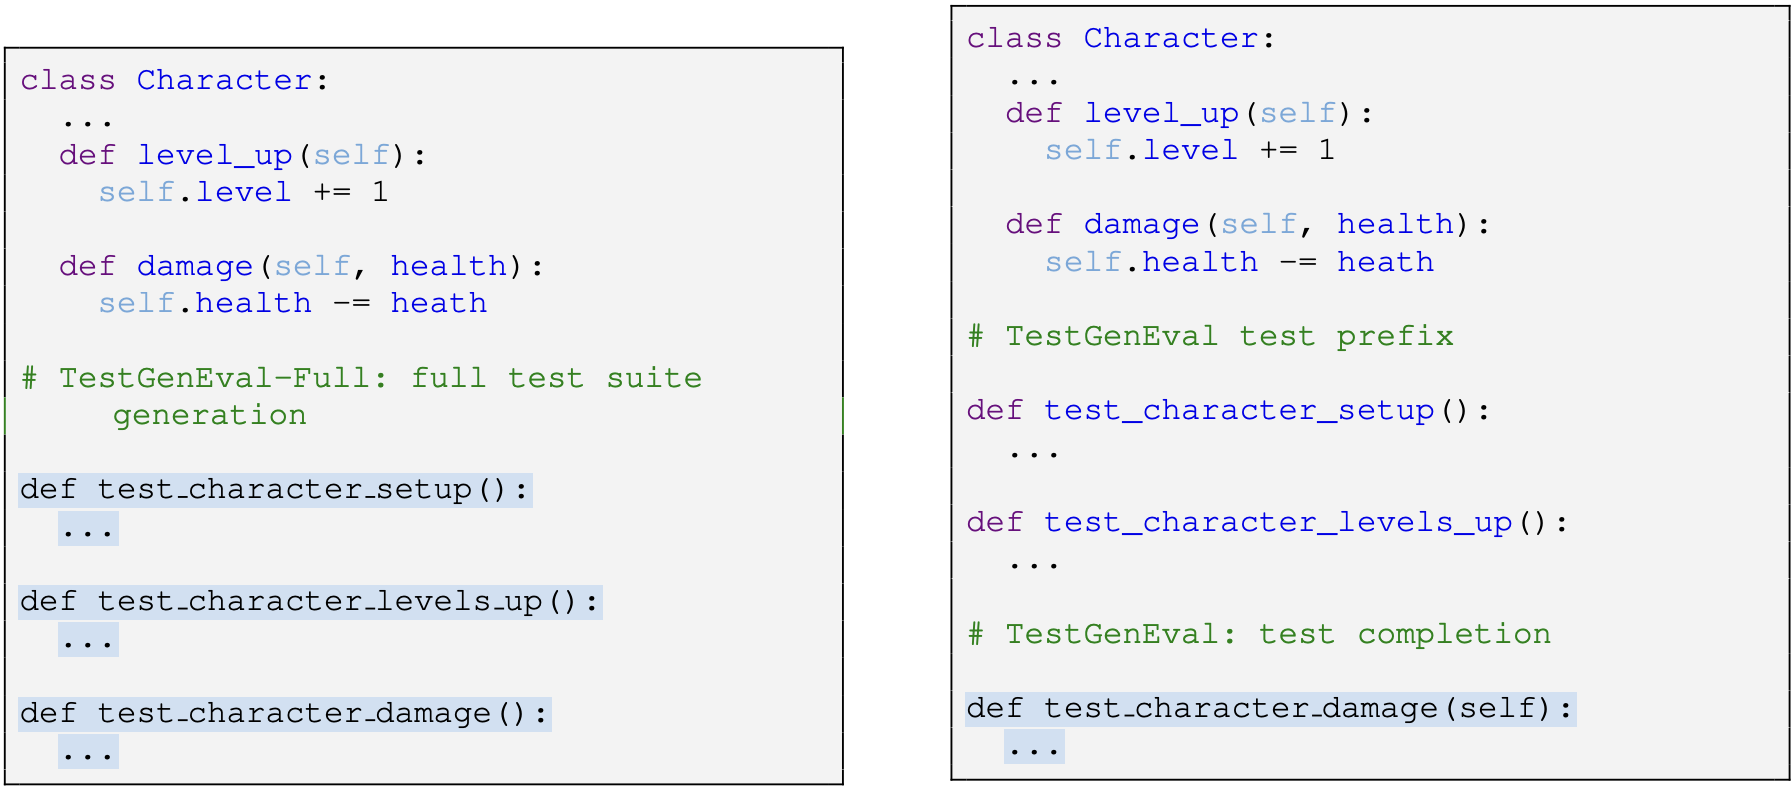 class Character:
  ...
  def level_up(self):
    self.level += 1

  def damage(self, health):
    self.health -= heath

# TestGenEval-Full: full test suite
     generation

def test_character_setup():
  ...

def test_character_levels_up():
  ...

def test_character_damage():
  ...

class Character:
  ...
  def level_up(self):
    self.level += 1

  def damage(self, health):
    self.health -= heath

# TestGenEval test prefix

def test_character_setup():
  ...

def test_character_levels_up():
  ...

# TestGenEval: test completion

def test_character_damage(self):
  ...